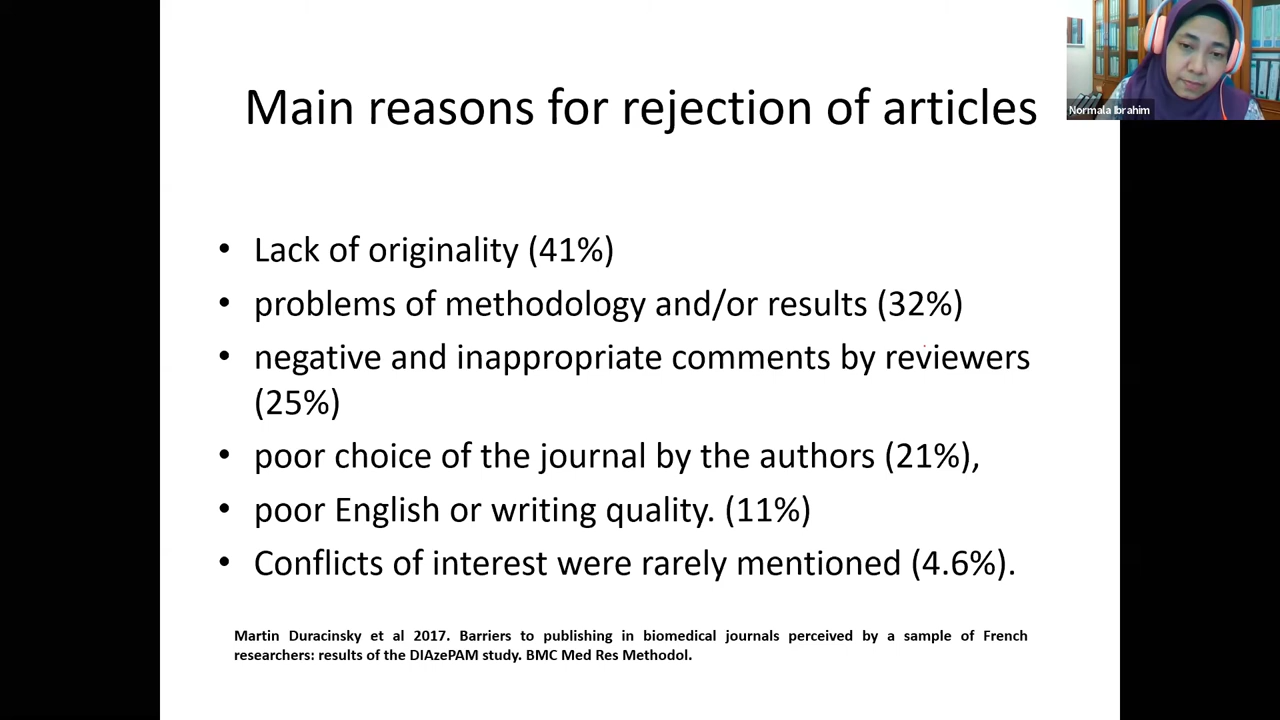 Main reasons for rejection of articles
Normala Ibrahim
• Lack of originality (41%)
• problems of methodology and/or results (32%)
• negative and inappropriate comments by reviewers
(25%)
• poor choice of the journal by the authors (21%),
• poor English or writing quality. (11%)
• Conflicts of interest were rarely mentioned (4.6%).
Martin Duracinsky et al 2017. Barriers to publishing in biomedical journals perceived by a sample of French
researchers: results of the DIAzePAM study. BMC Med Res Methodol.